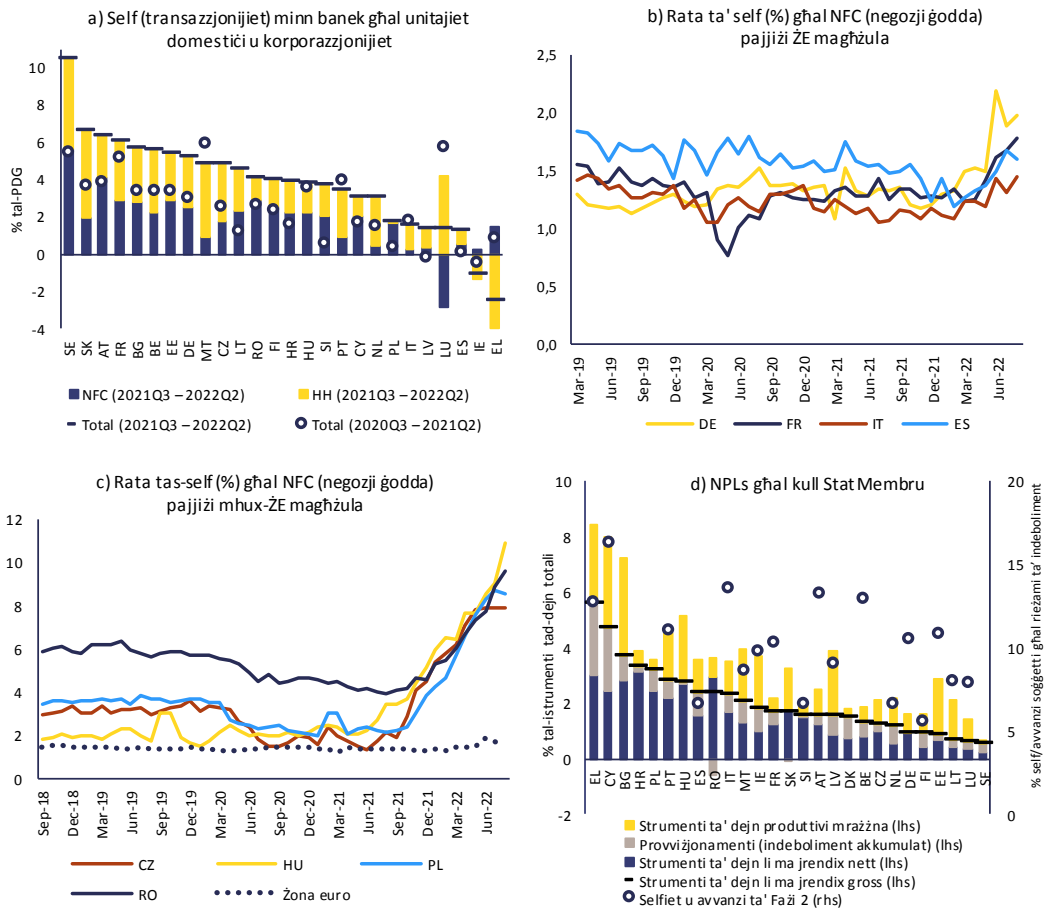 a) Self (transazzjonijiet) minn banek għal unitajiet
domestiċi u korporazzjonijiet
% tal-PDG
10
8
6
4
2
0
-2
-4
SE SK AT FR BG BE EE DE MT CZ LT RO FI HR HU SI PT CY NL PL IT LV LU ES IE EL
NFC (2021Q3 – 2022Q2)
HH (2021Q3 – 2022Q2)
Total (2021Q3 – 2022Q2)
Total (2020Q3 – 2021Q2)
b) Rata ta' self (%) għal NFC (negozji ġodda)
pajjiżi ŻE magħżula
2,5
2,0
1,5
1,0
0,5
0,0
Mar-19 Jun-19 Sep-19 Dec-19 Mar-20 Jun-20 Sep-20 Dec-20 Mar-21 Jun-21 Sep-21 Dec-21 Mar-22 Jun-22
DE FR IT ES
c) Rata tas-self (%) għal NFC (negozji ġodda)
pajjiżi mhux-ŻE magħżula
12
10
8
6
4
2
0
Sep-18 Dec-18 Mar-19 Jun-19 Sep-19 Dec-19 Mar-20 Jun-20 Sep-20 Dec-20 Mar-21 Jun-21 Sep-21 Dec-21 Mar-22 Jun-22
CZ HU PL
RO Żona euro
d) NPLs għal kull Stat Membru
% tal-istrumenti tad-dejn totali
10
8
6
4
2
0
-2
20
15
10
5
0
% self/avvanzi soġġetti għal rieżami ta' indeboliment
EL CY BG HR PL PT HU ES RO IT MT IE FR SK SI AT LV DK BE CZ NL DE FI EE LT LU SE
Strumenti ta' dejn produttivi mrażżna (lhs)
Provviżjonamenti (indeboliment akkumulat) (lhs)
Strumenti ta' dejn li ma jrendix nett (lhs)
Strumenti ta' dejn li ma jrendix gross (lhs)
Selfiet u avvanzi ta' Fażi 2 (rhs)